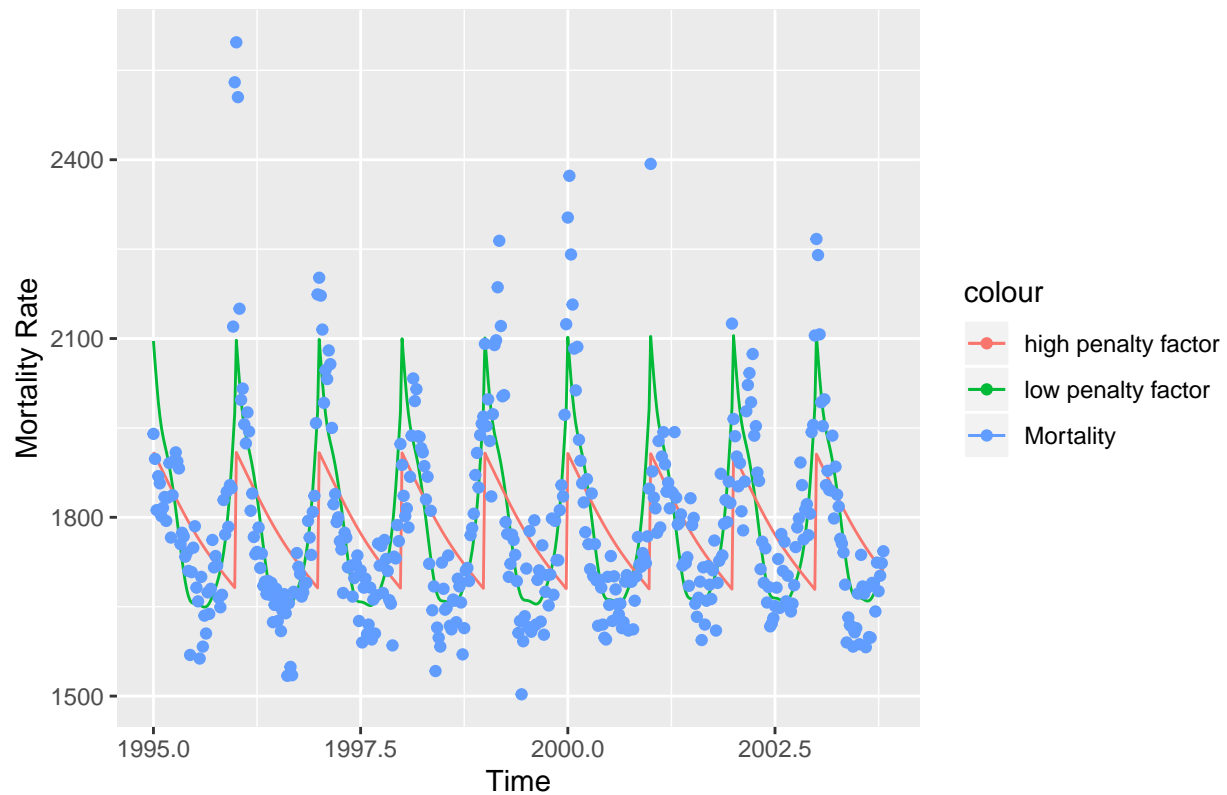 2400
2100
1800
1500
Mortality Rate
1995.0
1997.5
2000.0
2002.5
Time
colour
high penalty factor
low penalty factor
Mortality